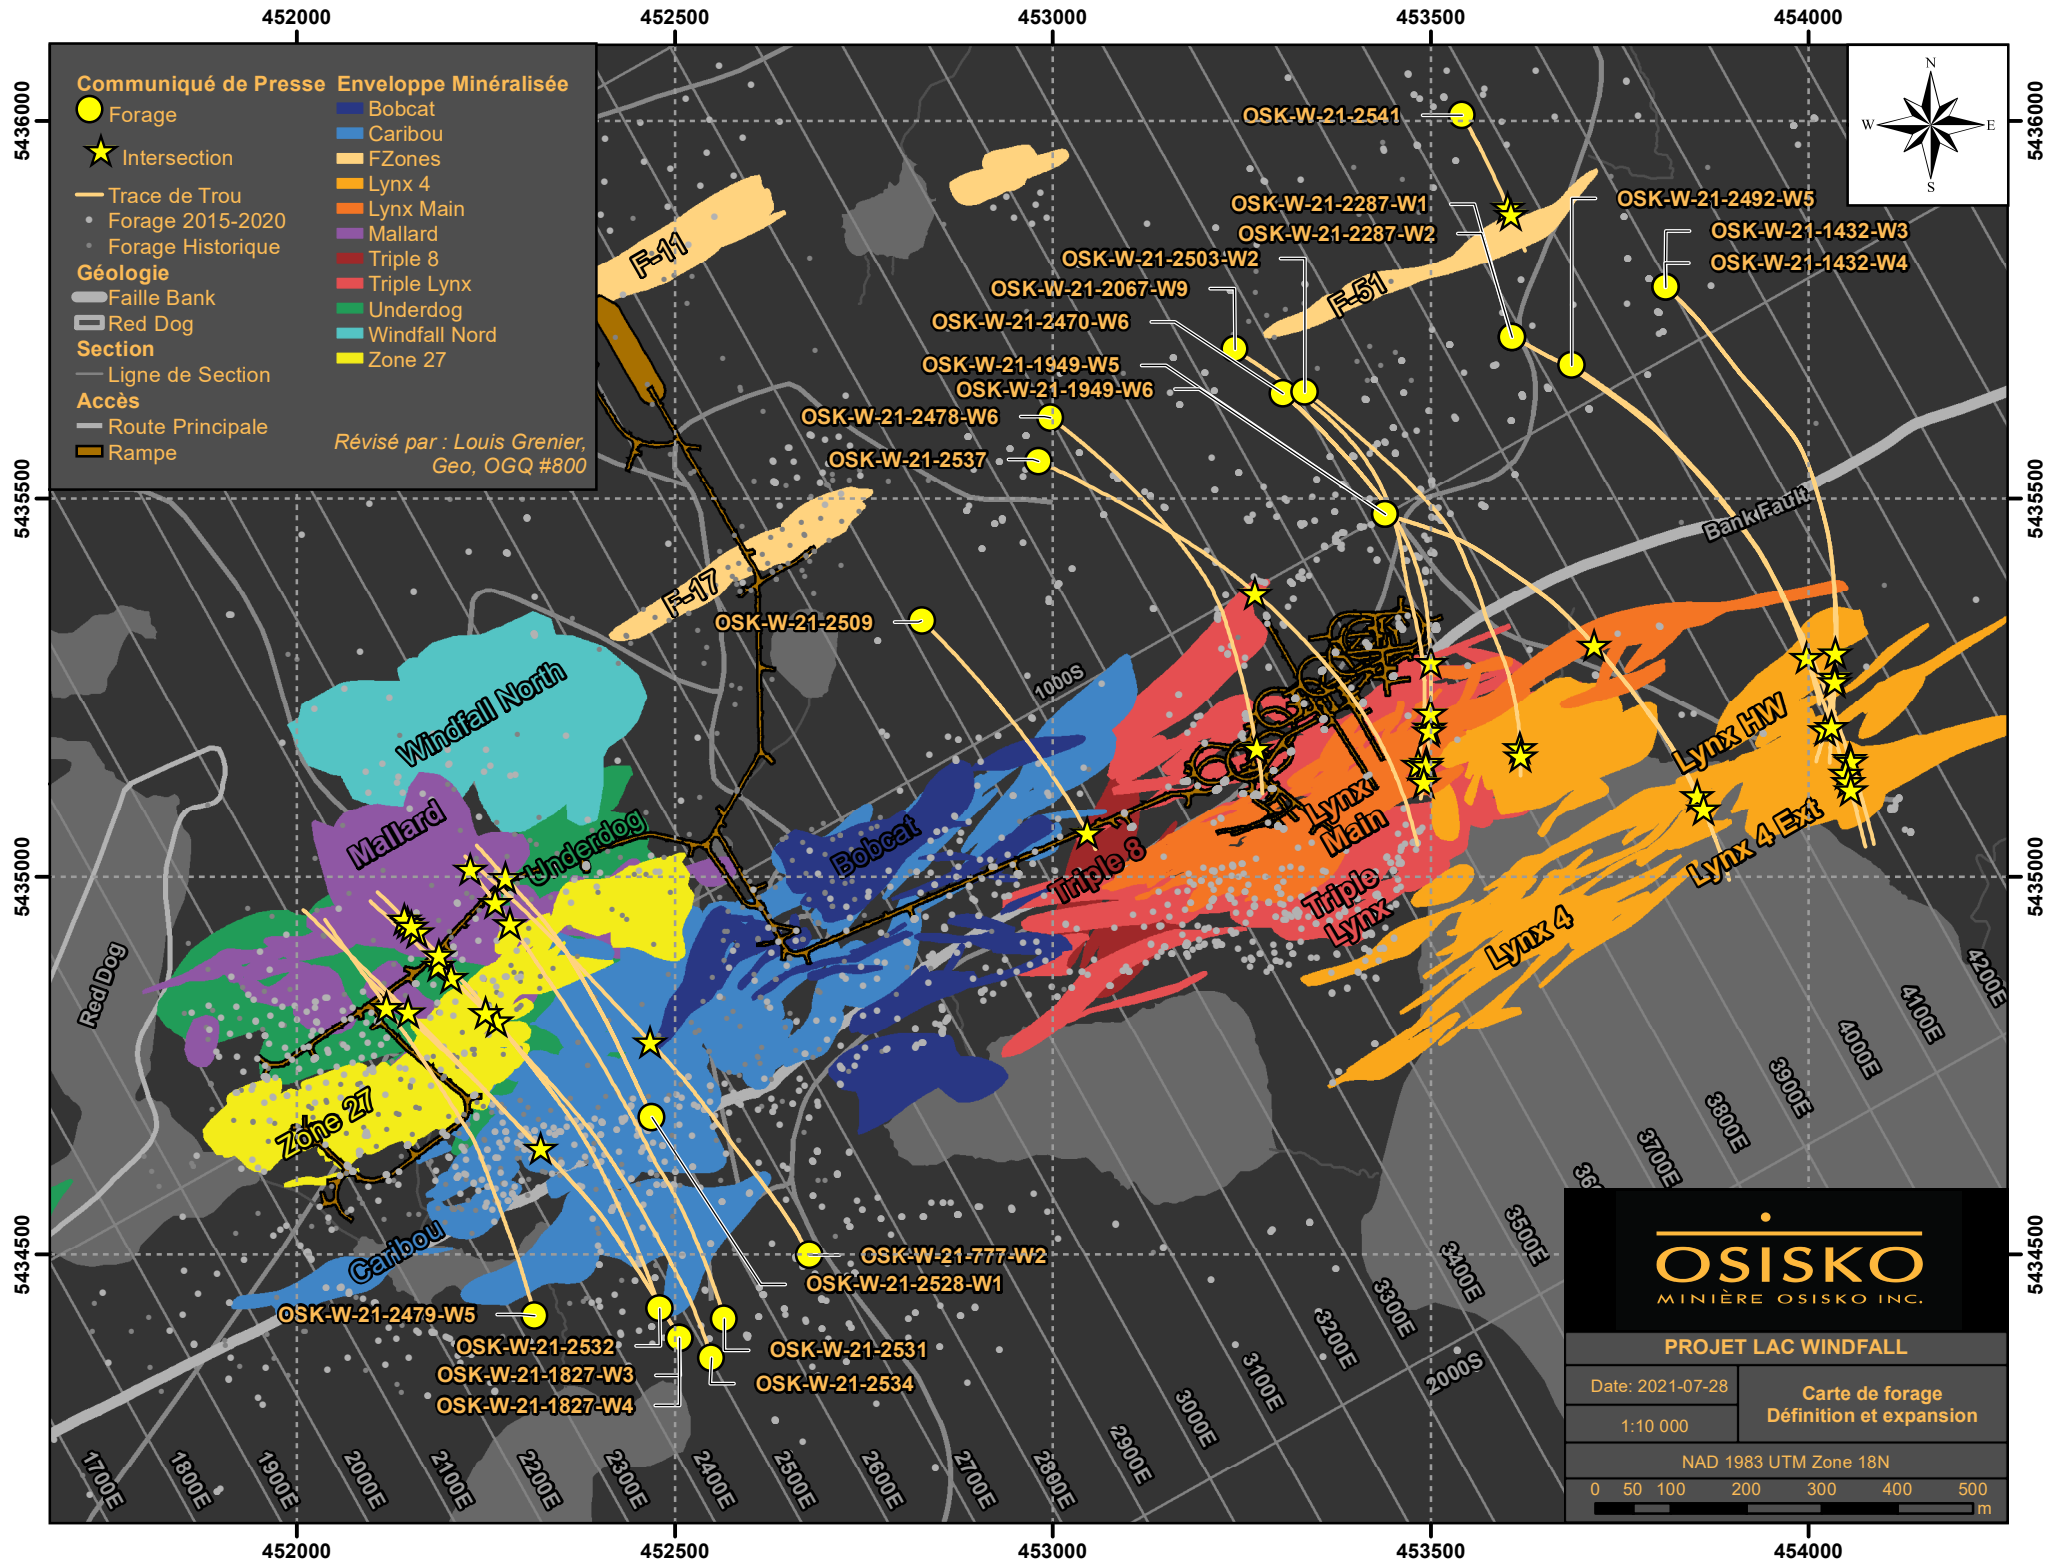 452000
452500
453000
453500
454000
5436000
5435500
5435000
5434500
5436000
5435500
5435000
5434500
452000
452500
453000
453500
454000
Communiqué de Presse
Forage
Intersection
Trace de Trou
Forage 2015-2020
Forage Historique
Géologie
Faille Bank
Red Dog
Section
Ligne de Section
Accès
Route Principale
Rampe
Enveloppe Minéralisée
Bobcat
Caribou
FZones
Lynx 4
Lynx Main
Mallard
Triple 8
Triple Lynx
Underdog
Windfall Nord
Zone 27
Révisé par : Louis Grenier,
Geo, OGQ #800
N
W
E
S
OSK-W-21-2541
OSK-W-21-2287-W1
OSK-W-21-2287-W2
OSK-W-21-2492-W5
OSK-W-21-1432-W3
OSK-W-21-1432-W4
OSK-W-21-2503-W2
OSK-W-21-2067-W9
OSK-W-21-2470-W6
OSK-W-21-1949-W5
OSK-W-21-1949-W6
OSK-W-21-2478-W6
OSK-W-21-2537
OSK-W-21-2509
F-11
F-51
F-17
Bank Fault
1000S
Windfall North
Mallard
Underdog
Bobcat
Triple 8
Lynx
Main
Triple
Lynx
Lynx HW
Lynx 4 Ext
Lynx 4
Red Dog
Zone 27
Caribou
OSK-W-21-777-W2
OSK-W-21-2528-W1
OSK-W-21-2479-W5
OSK-W-21-2532
OSK-W-21-2531
OSK-W-21-1827-W3
OSK-W-21-2534
OSK-W-21-1827-W4
1700E
1800E
1900E
2000E
2100E
2200E
2300E
2400E
2500E
2600E
2700E
2800E
2900E
3000E
3100E
3200E
3300E
3400E
3500E
3700E
3800E
3900E
4000E
4100E
4200E
2000S
OSISKO
MINIÈRE OSISKO INC.
PROJET LAC WINDFALL
Date: 2021-07-28
1:10 000
Carte de forage
Définition et expansion
NAD 1983 UTM Zone 18N
0 50 100 200 300 400 500
m